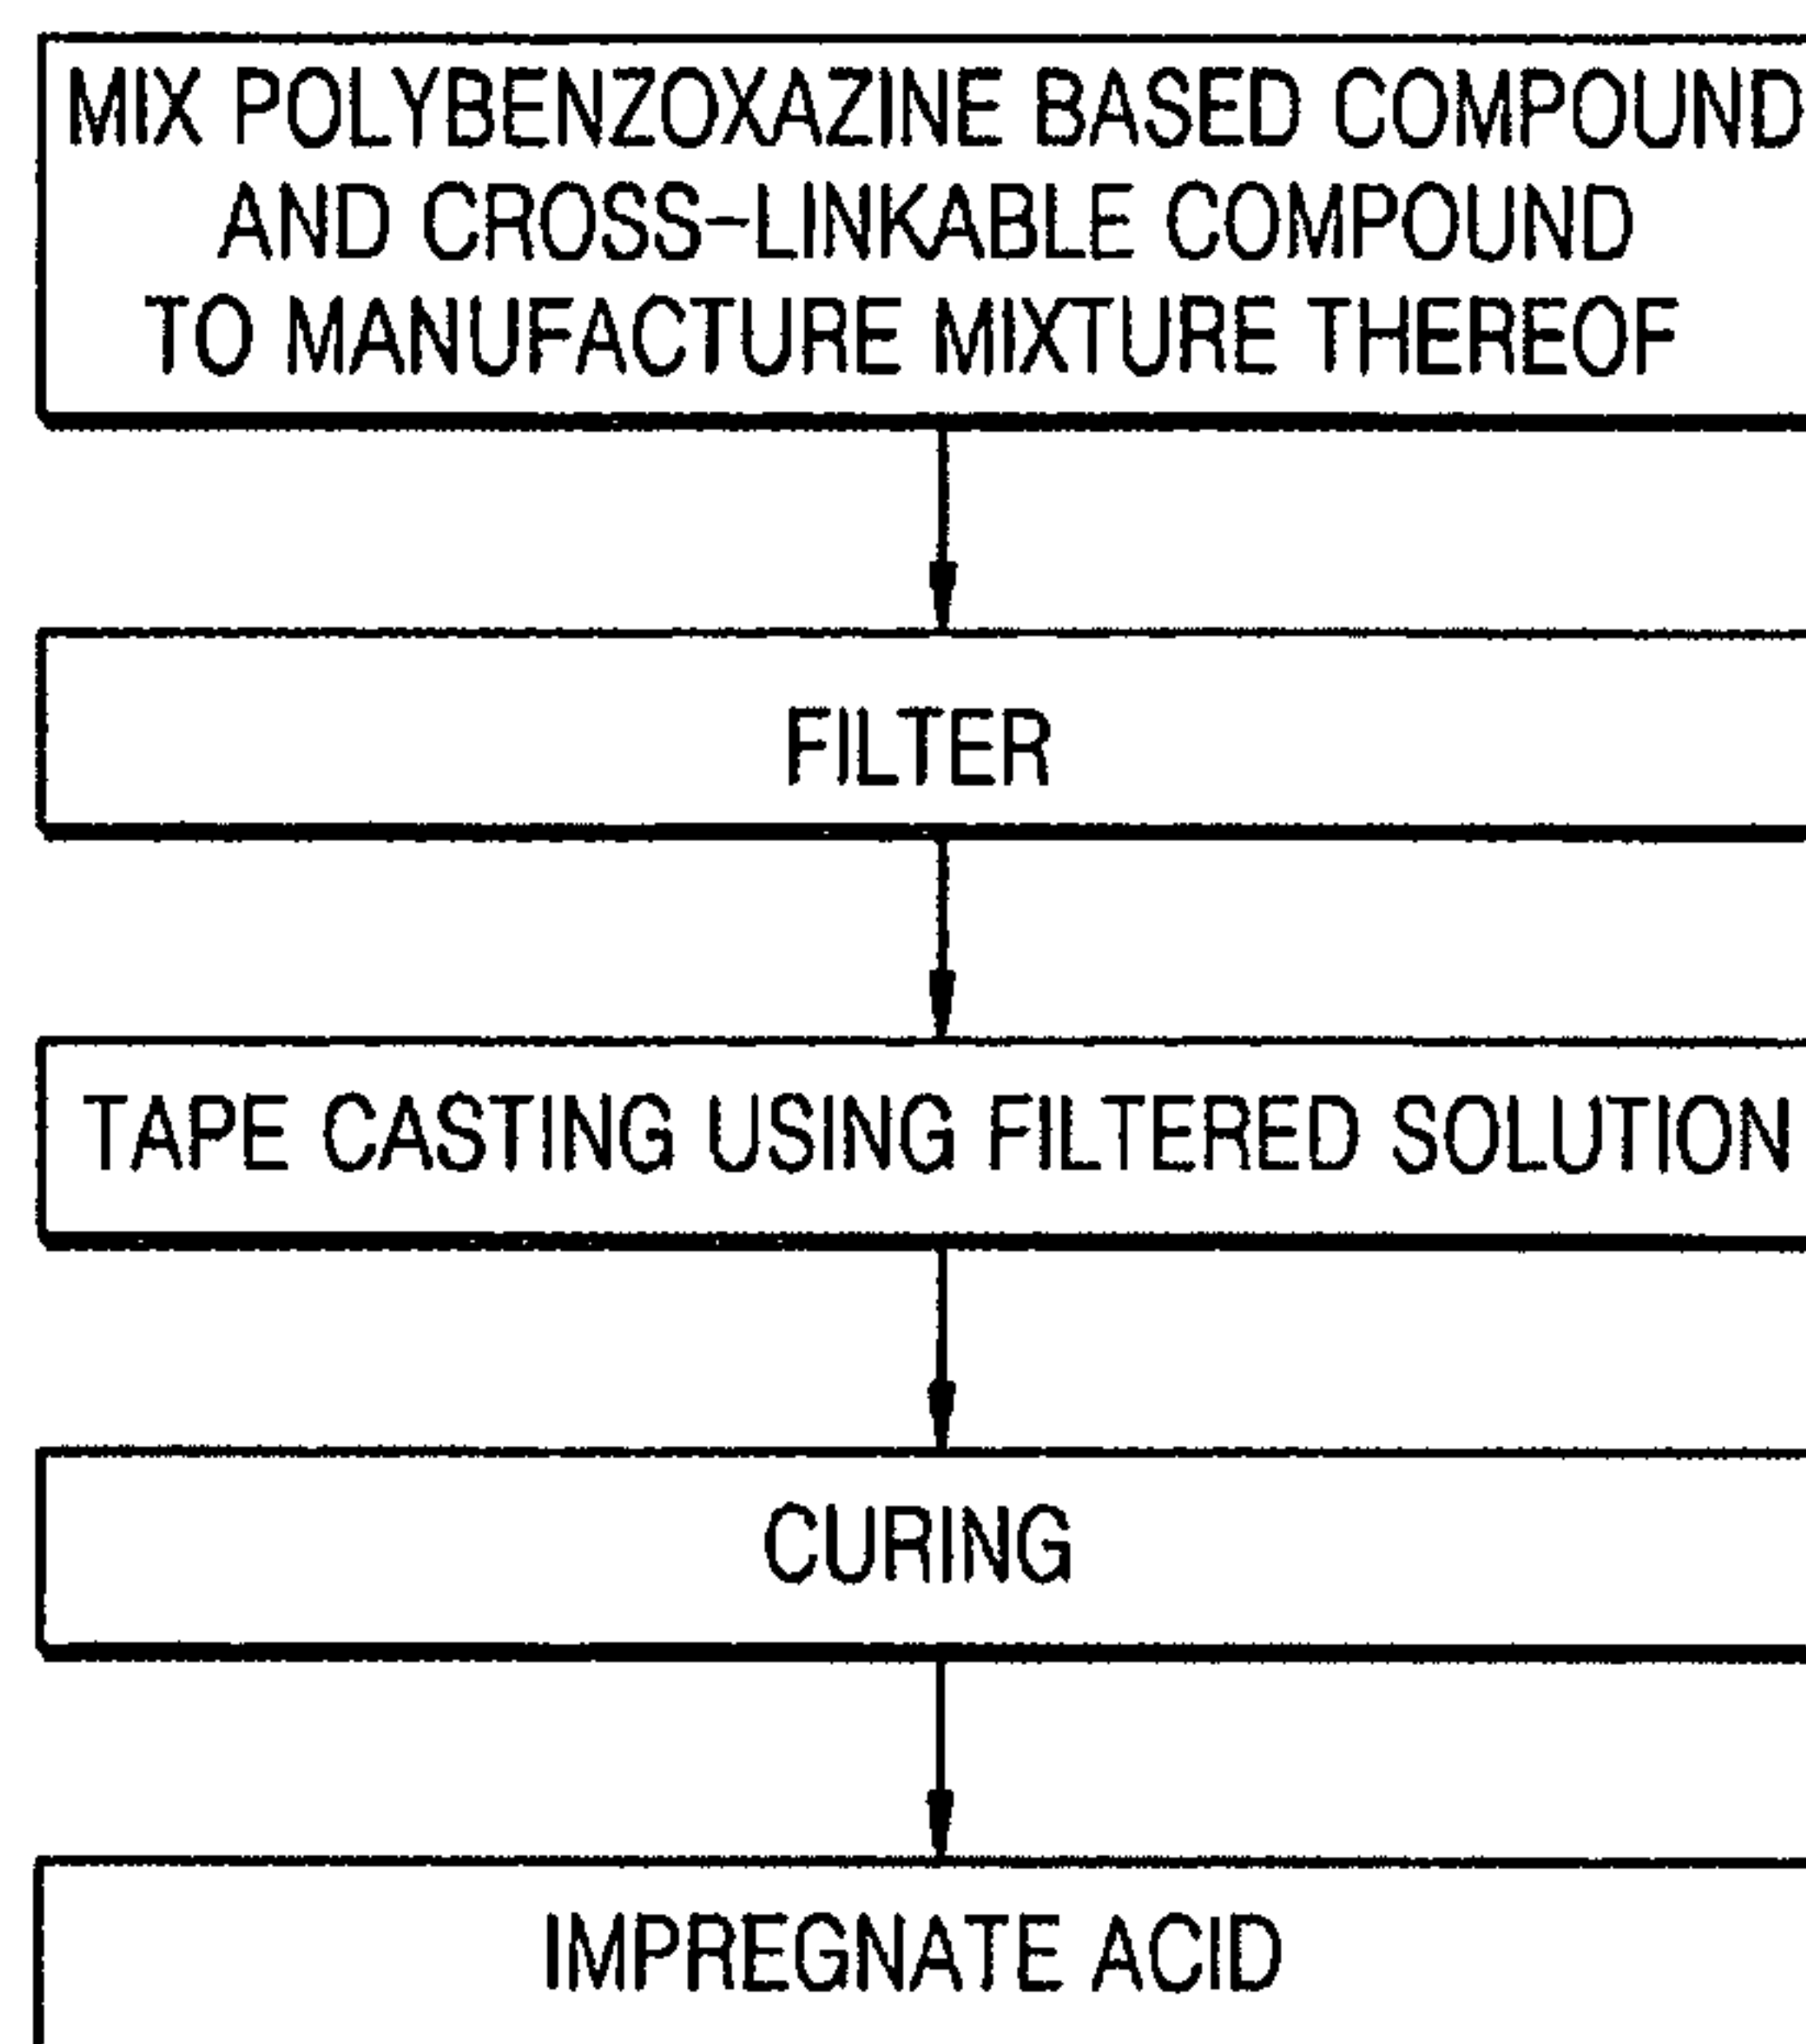 MIX POLYBENZOXAZINE BASED COMPOUND
AND CROSS-LINKABLE COMPOUND
TO MANUFACTURE MIXTURE THEREOF
FILTER
TAPE CASTING USING FILTERED SOLUTION
CURING
IMPREGNATE ACID